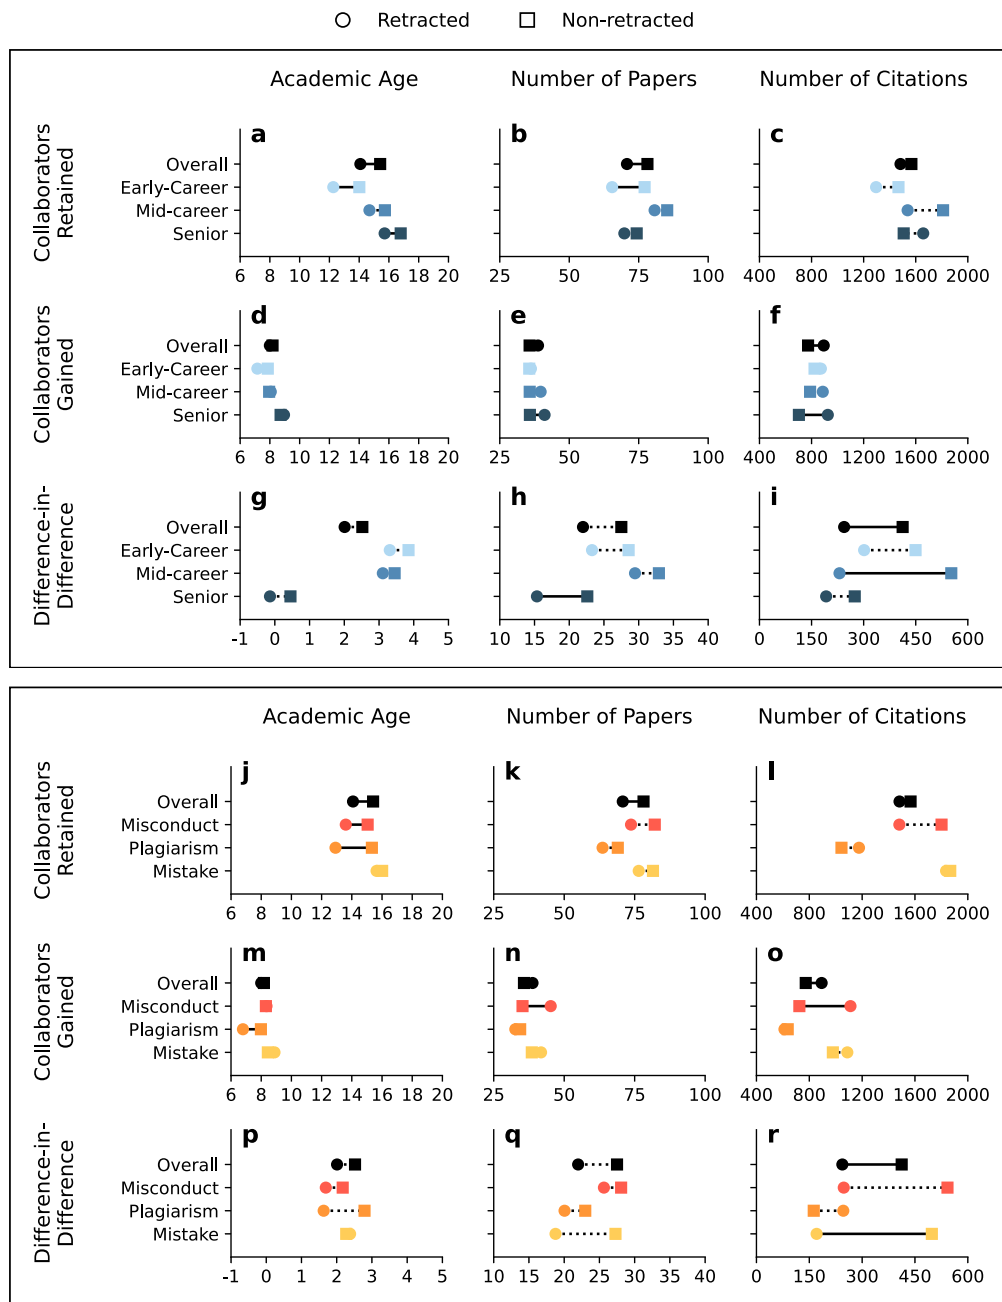 Retracted Non-retracted
Academic Age Number of Papers Number of Citations
Collaborators
Retained
a b c
Overall
Early-Career
Mid-career
Senior
6 8 10 12 14 16 18 20 25 50 75 100 400 800 1200 1600 2000
Collaborators
Gained
d e f
Overall
Early-Career
Mid-career
Senior
6 8 10 12 14 16 18 20 25 50 75 100 400 800 1200 1600 2000
Difference-in-
Difference
g h i
Overall
Early-Career
Mid-career
Senior
-1 0 1 2 3 4 5 10 15 20 25 30 35 40 0 150 300 450 600
Academic Age Number of Papers Number of Citations
Collaborators
Retained
j k l
Overall
Misconduct
Plagiarism
Mistake
6 8 10 12 14 16 18 20 25 50 75 100 400 800 1200 1600 2000
Collaborators
Gained
m n o
Overall
Misconduct
Plagiarism
Mistake
6 8 10 12 14 16 18 20 25 50 75 100 400 800 1200 1600 2000
Difference-in-
Difference
p q r
Overall
Misconduct
Plagiarism
Mistake
-1 0 1 2 3 4 5 10 15 20 25 30 35 40 0 150 300 450 600